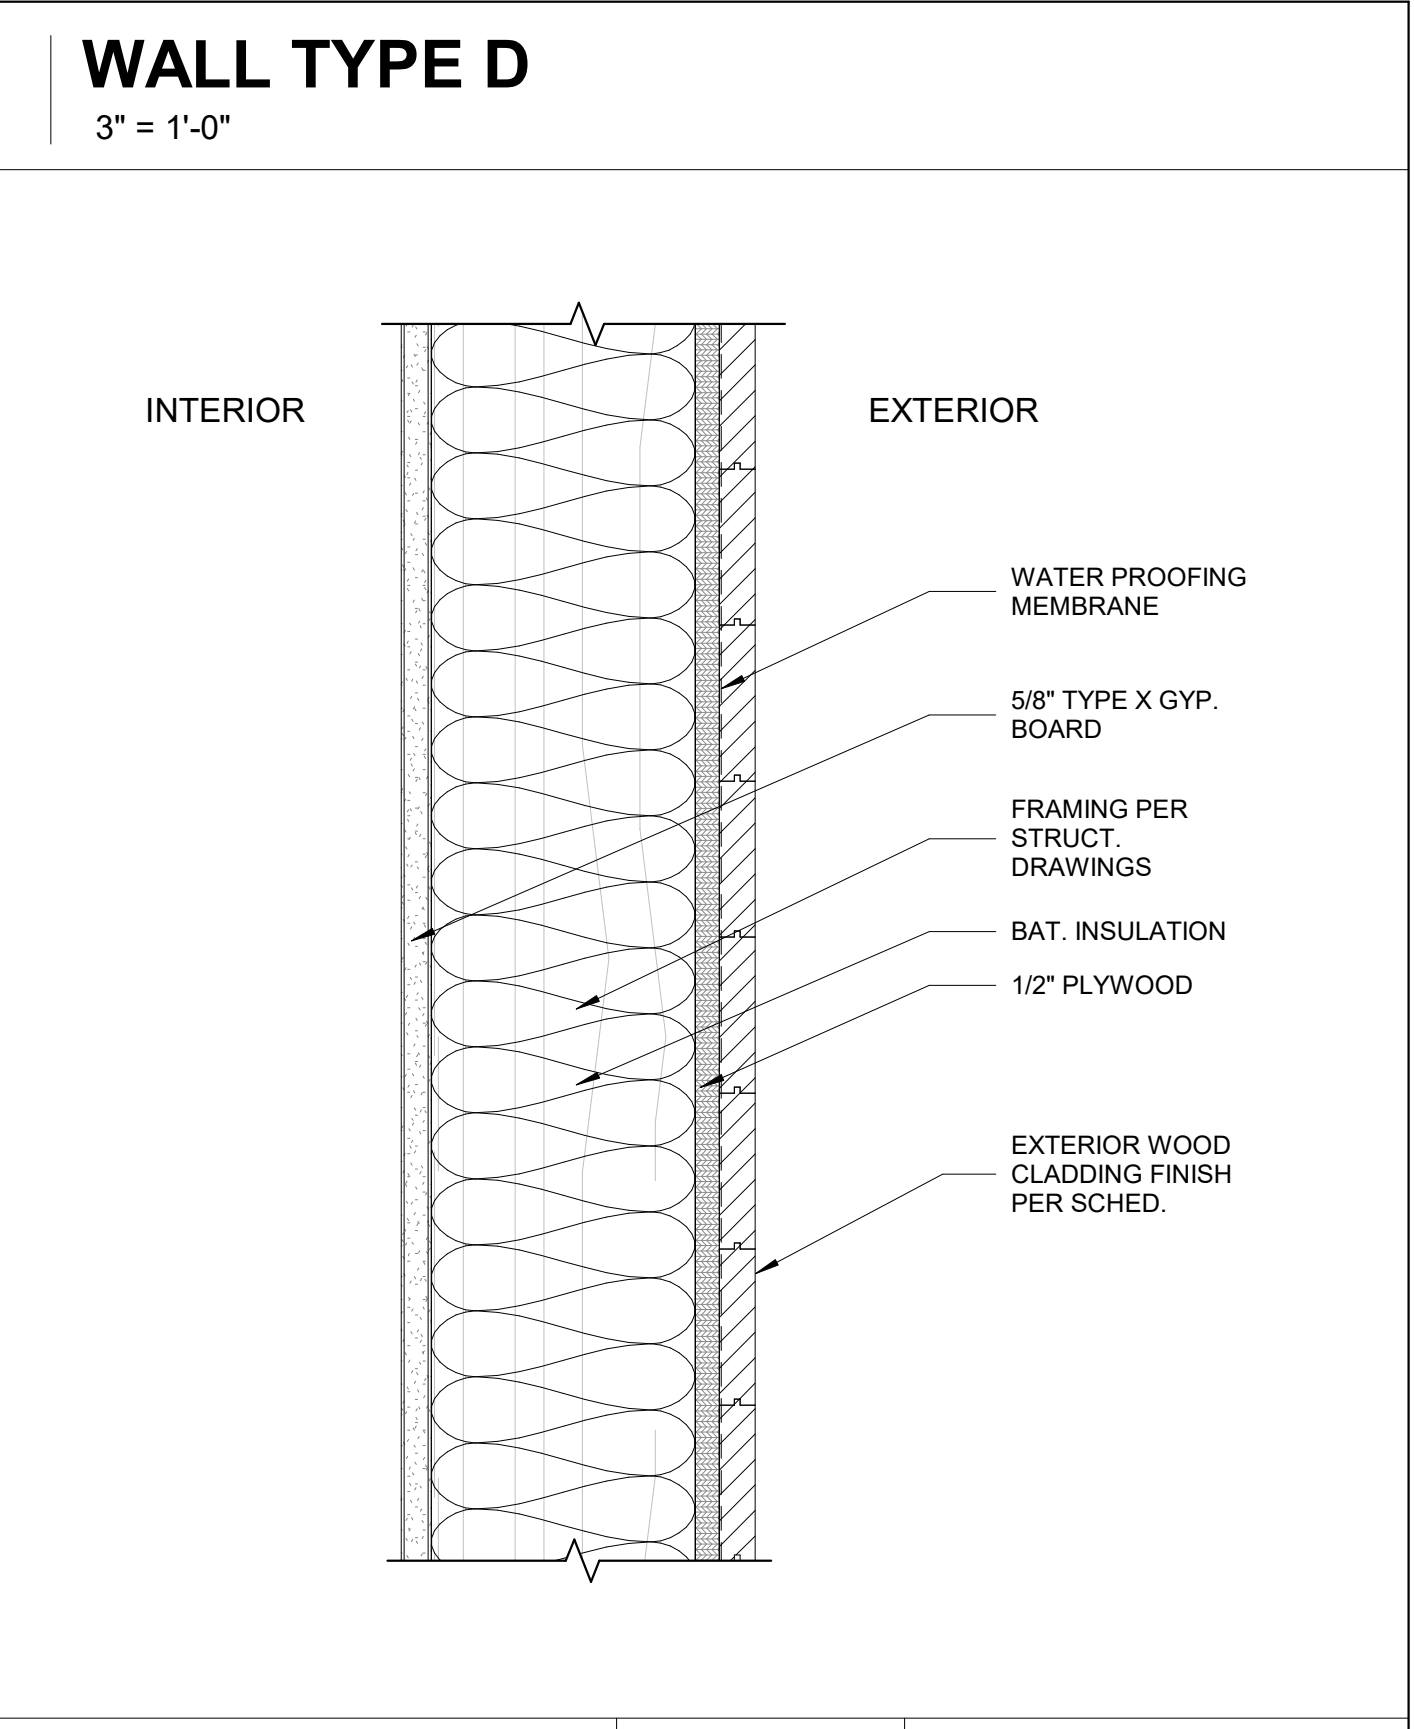 WALL TYPE D
3" = 1'-0"
INTERIOR
EXTERIOR
WATER PROOFING
MEMBRANE
5/8" TYPE X GYP.
BOARD
FRAMING PER
STRUCT.
DRAWINGS
BAT. INSULATION
1/2" PLYWOOD
EXTERIOR WOOD
CLADDING FINISH
PER SCHED.